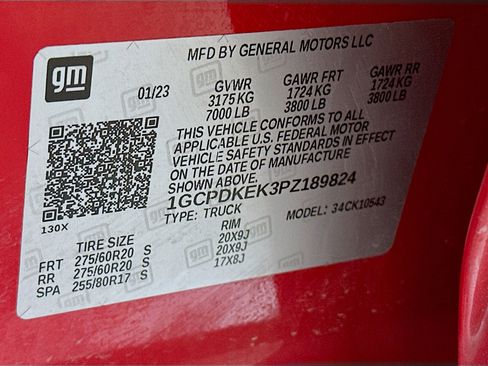 MFD BY GENERAL MOTORS LLC
gm
01/23 GVWR GAWR FRT GAWR RR
3175 KG 1724 KG 1724 KG
7000 LB 3800 LB 3800 LB
THIS VEHICLE CONFORMS TO ALL
APPLICABLE U.S. FEDERAL MOTOR
VEHICLE SAFETY STANDARDS IN EFFECT
ON THE DATE OF MANUFACTURE
SHOWN ABOVE.
1GCPDKEK3PZ189824
TYPE: TRUCK MODEL: 34CK10543
130X
TIRE SIZE RIM
FRT 275/60R20 S 20X9J
RR 275/60R20 S 20X9J
SPA 255/80R17 S 17X8J